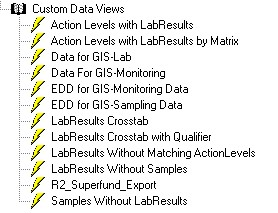 Custom Data Views
Action Levels with LabResults
Action Levels with LabResults by Matrix
Data for GIS-Lab
Data For GIS-Monitoring
EDD for GIS-Monitoring Data
EDD for GIS-Sampling Data
LabResults Crosstab
LabResults Crosstab with Qualifier
LabResults Without Matching ActionLevels
LabResults Without Samples
R2_Superfund_Export
Samples Without LabResults